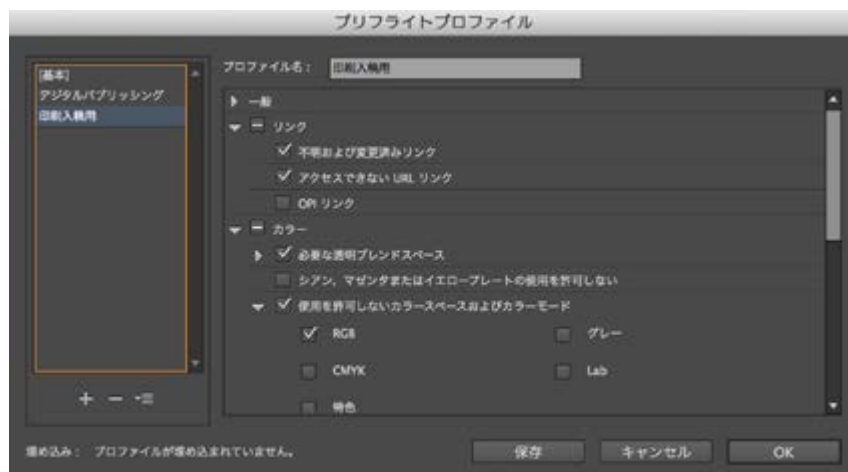 プリフライトプロファイル
[基本]
デジタルパブリッシング
印刷入稿用
プロファイル名： 印刷入稿用
一般
リンク
不明および変更済みリンク
アクセスできない URL リンク
OPI リンク
カラー
必要な透明ブレンドスペース
シアン、マゼンタまたはイエロープレートの使用を許可しない
使用を許可しないカラースペースおよびカラーモード
RGB グレー
CMYK Lab
特色
埋め込み： プロファイルが埋め込まれていません。
保存 キャンセル OK